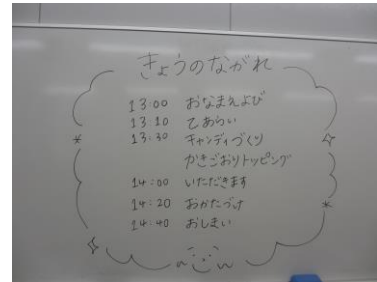 きょうのながれ
13:00 おなまえよび
13:10 てあらい
13:30 キャンディづくり
かきごおりトッピング
14:00 いただきます
14:20 おかたづけ
14:40 おしまい